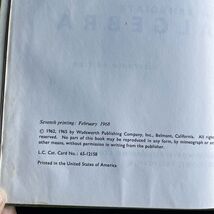 ALGEBRA
Seventh printing: February 1968
© 1962, 1965 by Wadsworth Publishing Company, Inc., Belmont, California. All rights
reserved. No part of this book may be reproduced in any form, by mimeograph or any
other means, without permission in writing from the publisher.
L.C. Cat. Card No.: 65-12158
Printed in the United States of America